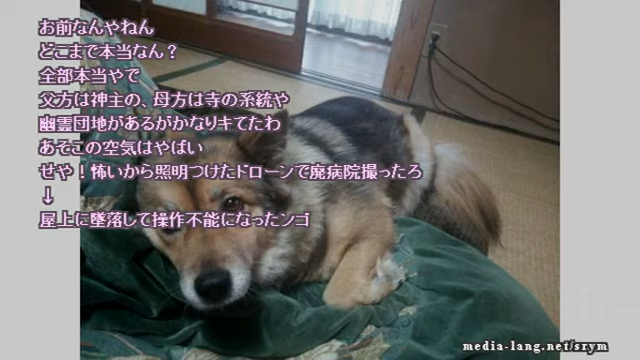 お前なんやねん
どこまで本当なん？
全部本当やで
父方は神主の、母方は寺の系統や
幽霊団地があるがかなりキてたわ
あそこの空気はやばい
せや！怖いから照明つけたドローンで廃病院撮ったろ
↓
屋上に墜落して操作不能になったンゴ
media-lang.net/srym